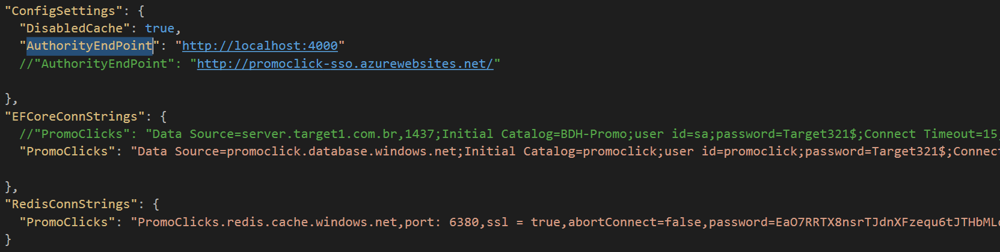 "ConfigSettings": {
"DisabledCache": true,
"AuthorityEndPoint": "http://localhost:4000"
//"AuthorityEndPoint": "http://promoclick-sso.azurewebsites.net/"
},
"EFCoreConnStrings": {
//"PromoClicks": "Data Source=server.target1.com.br,1437;Initial Catalog=BDH-Promo;user id=sa;password=Target321$;Connect Timeout=15;
"PromoClicks": "Data Source=promoclick.database.windows.net;Initial Catalog=promoclick;user id=promoclick;password=Target321$;Connect
},
"RedisConnStrings": {
"PromoClicks": "PromoClicks.redis.cache.windows.net,port: 6380,ssl = true,abortConnect=false,password=EaO7RRTX8nsrTJdnXFzequ6tJTHbML
}